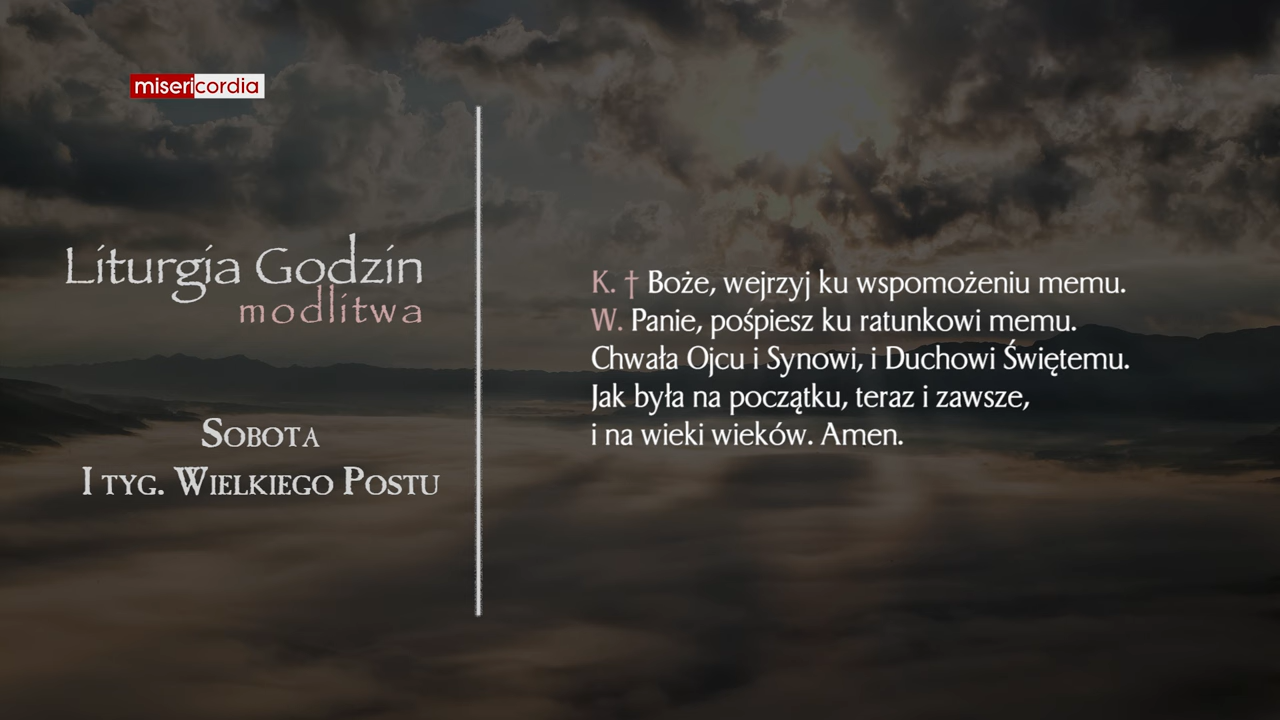 misericordia
Liturgia Godzin
modlitwa
Sobota
I tyg. Wielkiego Postu
K. † Boże, wejrzyj ku wspomożeniu memu.
W. Panie, pośpiesz ku ratunkowi memu.
Chwała Ojcu i Synowi, i Duchowi Świętemu.
Jak była na początku, teraz i zawsze,
i na wieki wieków. Amen.